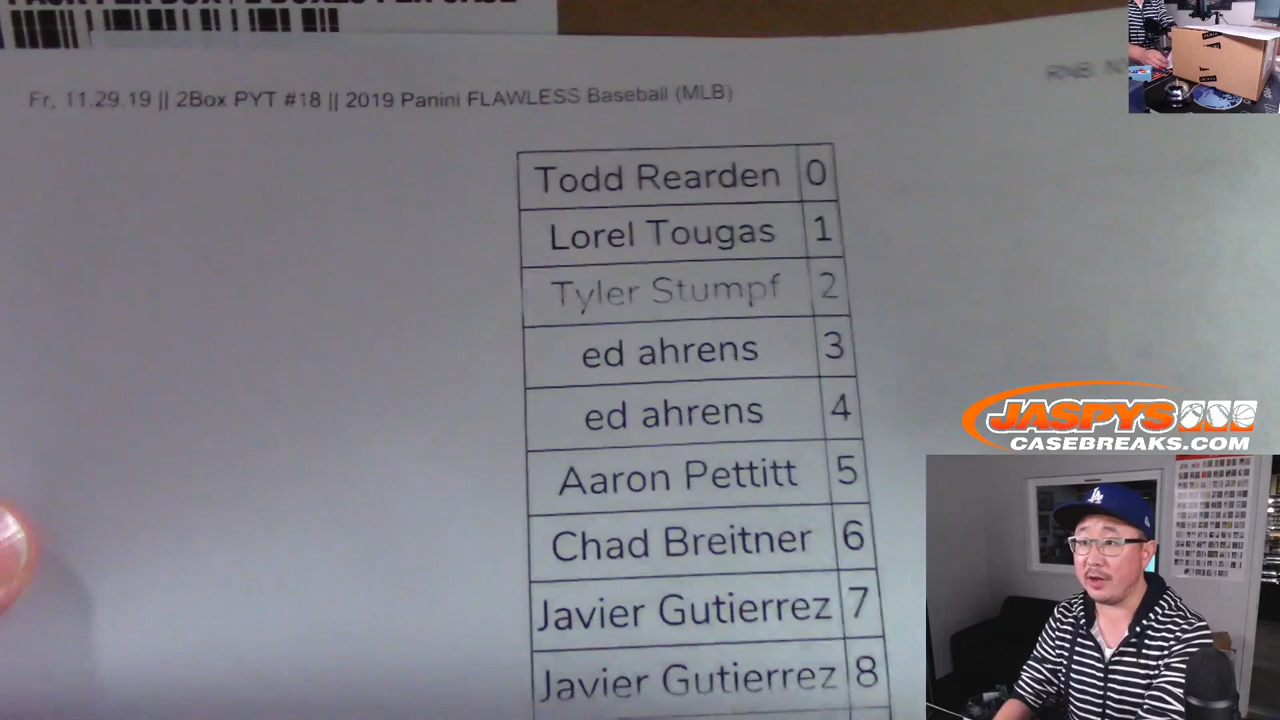 Fr, 11.29.19 || 2Box PYT #18 || 2019 Panini FLAWLESS Baseball (MLB)
Todd Rearden 0
Lorel Tougas 1
Tyler Stumpf 2
ed ahrens 3
ed ahrens 4
Aaron Pettitt 5
Chad Breitner 6
Javier Gutierrez 7
Javier Gutierrez 8
JASPYS
CASEBREAKS.COM
LA